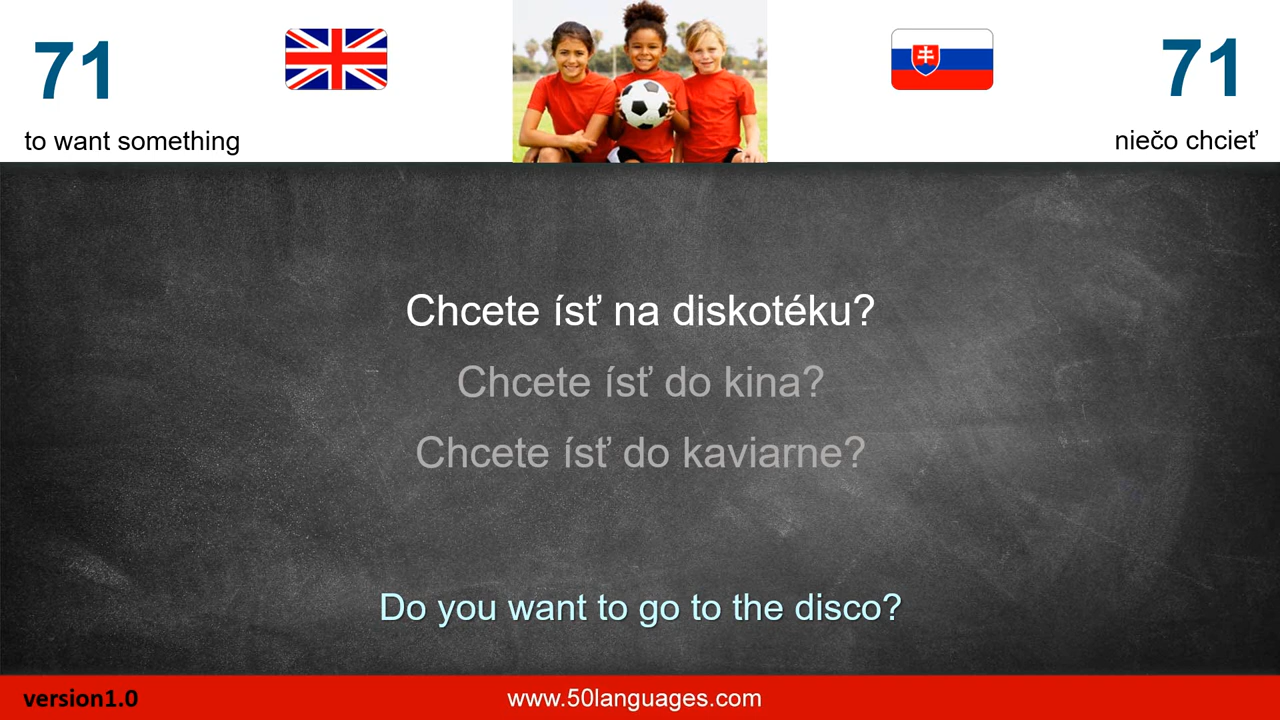 71
71
to want something
niečo chcieť
Chcete ísť na diskotéku?
Chcete ísť do kina?
Chcete ísť do kaviarne?
Do you want to go to the disco?
version1.0
www.50languages.com